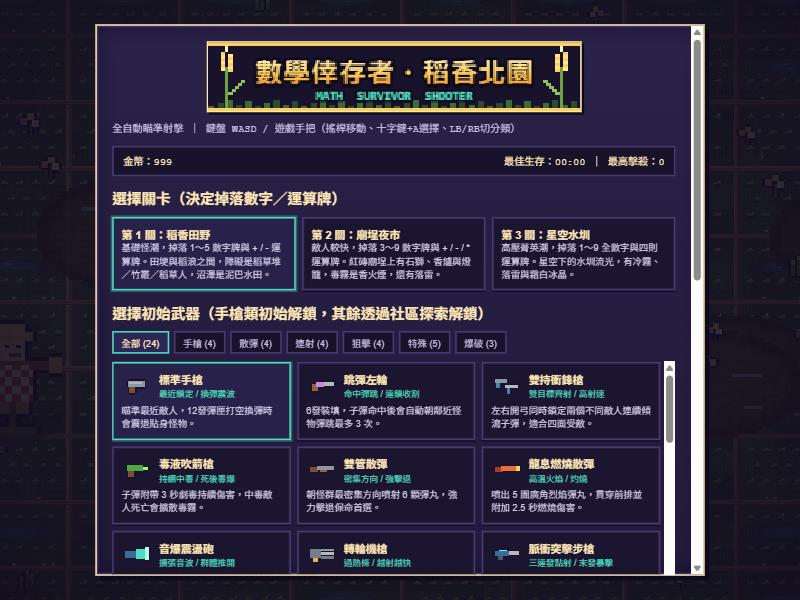 數學倖存者・稻香北園
MATH SURVIVOR SHOOTER
全自動瞄準射擊 | 鍵盤 WASD / 遊戲手把（搖桿移動、十字鍵+A選擇、LB/RB切分類）
金幣：999
最佳生存：00:00 | 最高擊殺：0
選擇關卡（決定掉落數字／運算牌）
第 1 關：稻香田野
基礎怪潮，掉落 1～5 數字牌與 + / - 運
算牌。田埂與稻浪之間，障礙是稻草堆
／竹叢／稻草人，沼澤是泥巴水田。
第 2 關：廟埕夜市
敵人較快，掉落 3～9 數字牌與 + / - / *
運算牌。紅磚廟埕上有石獅、香爐與燈
籠，毒霧是香火煙，還有落雷。
第 3 關：星空水圳
高壓菁英潮，掉落 1～9 全數字與四則
運算牌。星空下的水圳流光，有冷霧、
落雷與霜白冰晶。
選擇初始武器（手槍類初始解鎖，其餘透過社區探索解鎖）
全部 (24)
手槍 (4)
散彈 (4)
連射 (4)
狙擊 (4)
特殊 (5)
爆破 (3)
標準手槍
最近鎖定 / 換彈震波
瞄準最近敵人，12發彈匣打空換彈時
會震退貼身怪物。
跳彈左輪
命中彈跳 / 連鎖收割
6發裝填，子彈命中後會自動朝鄰近怪
物彈跳最多 3 次。
雙持衝鋒槍
雙目標齊射 / 高射速
左右開弓同時鎖定兩個不同敵人連續傾
瀉子彈，適合四面受敵。
毒液吹箭槍
持續中毒 / 死後毒爆
子彈附帶 3 秒劇毒持續傷害，中毒敵
人死亡會擴散毒霧。
雙管散彈
密集方向 / 強擊退
朝怪群最密集方向噴射 6 顆彈丸，強
力擊退保命首選。
龍息燃燒散彈
高溫火焰 / 灼燒
噴出 5 團廣角烈焰彈丸，貫穿前排並
附加 2.5 秒燃燒傷害。
音爆震盪砲
擴張音波 / 群體推開
轉輪機槍
過熱條 / 越射越快
脈衝突擊步槍
三連發點射 / 末發暴擊